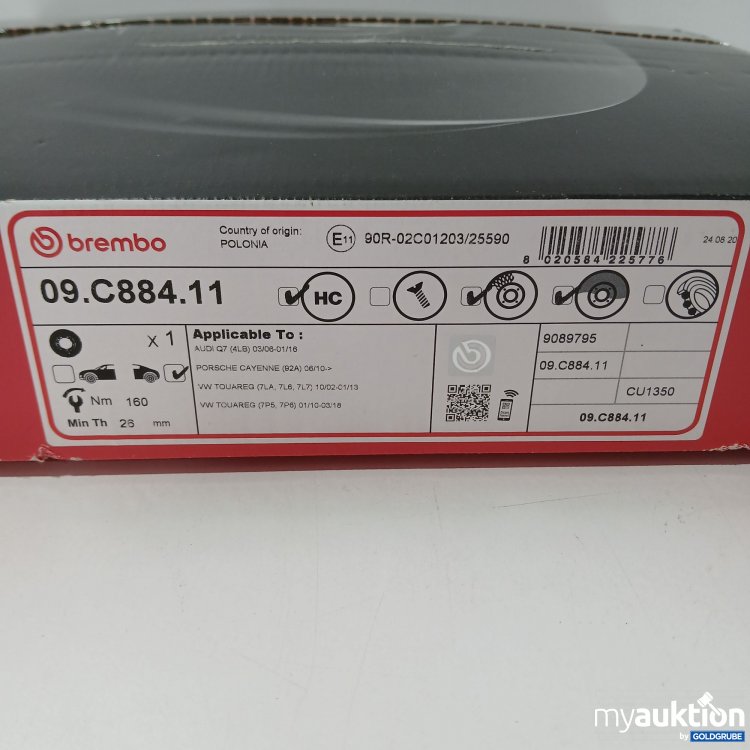 brembo
Country of origin:
POLONIA
E11
90R-02C01203/25590
8 020584 225776
24.08.20
09.C884.11
HC
x 1
Nm 160
Min Th 26 mm
Applicable To :
AUDI Q7 (4LB) 03/06-01/16
PORSCHE CAYENNE (92A) 06/10->
VW TOUAREG (7LA, 7L6, 7L7) 10/02-01/13
VW TOUAREG (7P5, 7P6) 01/10-03/18
9089795
09.C884.11
CU1350
09.C884.11
myauktion
by GOLDGRUBE